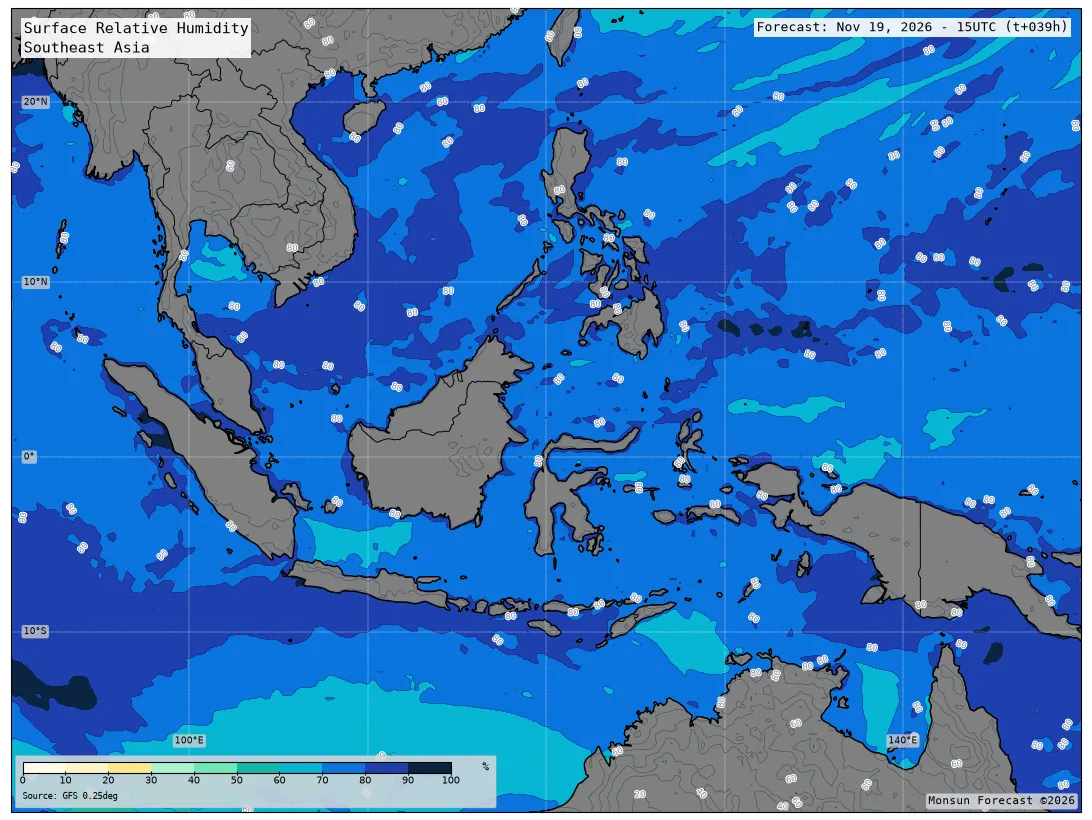 Surface Relative Humidity
Southeast Asia
Forecast: Nov 19, 2026 - 15UTC (t+039h)
20°N
10°N
0°
10°S
100°E
140°E
0 10 20 30 40 50 60 70 80 90 100
%
Source: GFS 0.25deg
Monsun Forecast ©2026